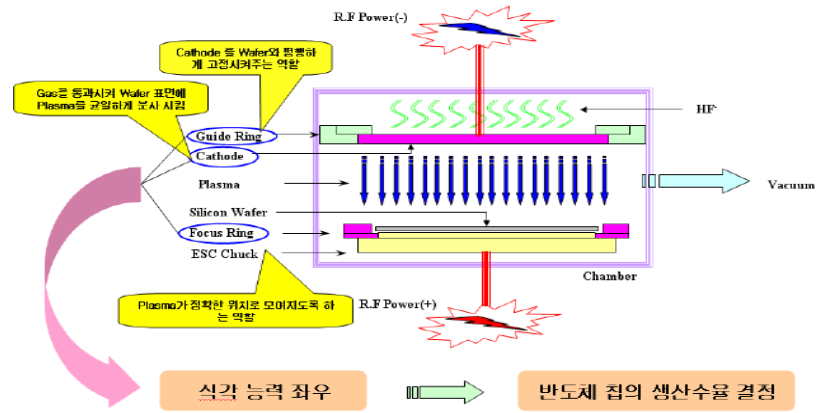 R.F Power(-)
Cathode 를 Wafer와 평행하
게 고정시켜주는 역할
Gas를 통과시켜 Wafer 표면에
Plasma를 균일하게 분사 시킴
HF-
Guide Ring
Cathode
Plasma
Vacuum
Silicon Wafer
Focus Ring
ESC Chuck
Chamber
Plasma가 정확한 위치로 모여지도록 하
는 역할
R.F Power(+)
식각 능력 좌우
반도체 칩의 생산수율 결정